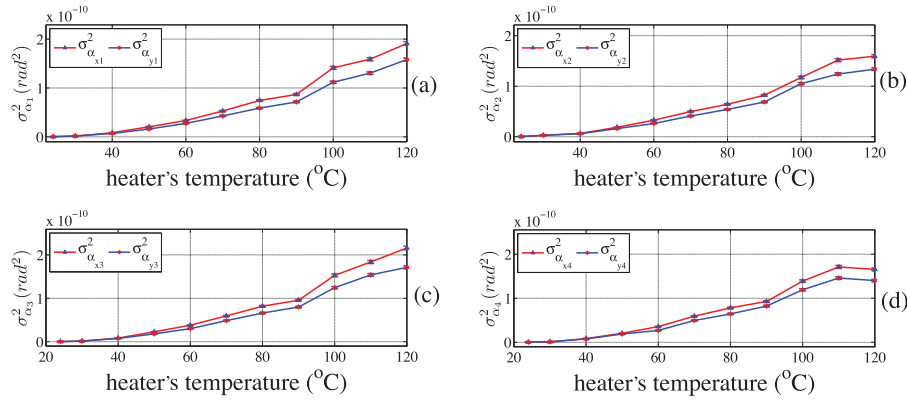 x 10⁻¹⁰ x 10⁻¹⁰
2 1 0 2 1 0
σ²αx1 σ²αy1 σ²αx2 σ²αy2
σ²α1 (rad²) σ²α2 (rad²)
(a) (b)
40 60 80 100 120 40 60 80 100 120
heater's temperature (°C) heater's temperature (°C)
x 10⁻¹⁰ x 10⁻¹⁰
2 1 0 2 1 0
σ²αx3 σ²αy3 σ²αx4 σ²αy4
σ²α3 (rad²) σ²α4 (rad²)
(c) (d)
20 40 60 80 100 120 20 40 60 80 100 120
heater's temperature (°C) heater's temperature (°C)